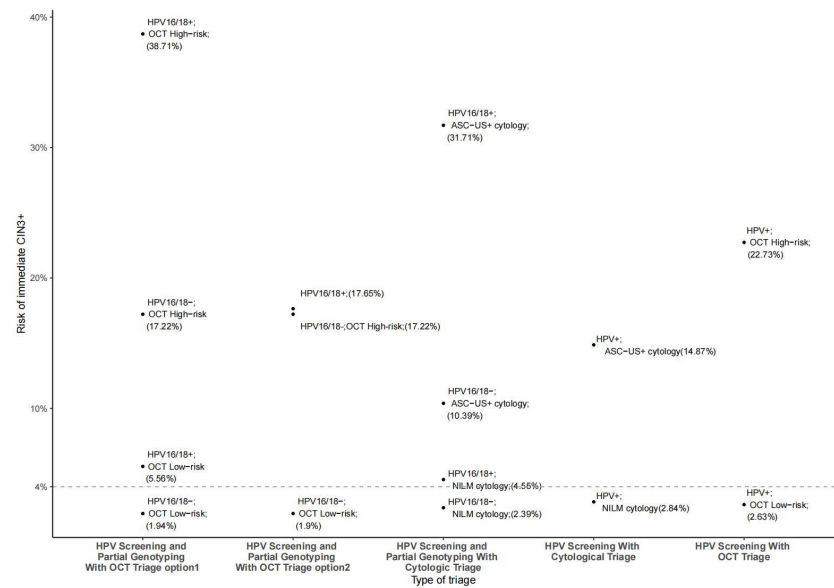 Risk of immediate CIN3+
40%
30%
20%
10%
4%
HPV16/18+;
OCT High−risk;
(38.71%)
HPV16/18−;
OCT High−risk
(17.22%)
HPV16/18+;
OCT Low−risk
(5.56%)
HPV16/18−;
OCT Low−risk;
(1.94%)
HPV16/18+;(17.65%)
HPV16/18-;OCT High-risk;(17.22%)
HPV16/18−;
OCT Low−risk;
(1.9%)
HPV16/18+;
ASC−US+ cytology;
(31.71%)
HPV16/18−;
ASC−US+ cytology;
(10.39%)
HPV16/18+;
NILM cytology;(4.55%)
HPV16/18−;
NILM cytology;(2.39%)
HPV+;
ASC−US+ cytology(14.87%)
HPV+;
NILM cytology(2.84%)
HPV+;
OCT High−risk;
(22.73%)
HPV+;
OCT Low−risk;
(2.63%)
HPV Screening and
Partial Genotyping
With OCT Triage option1
HPV Screening and
Partial Genotyping
With OCT Triage option2
HPV Screening and
Partial Genotyping With
Cytologic Triage
HPV Screening With
Cytological Triage
HPV Screening With
OCT Triage
Type of triage